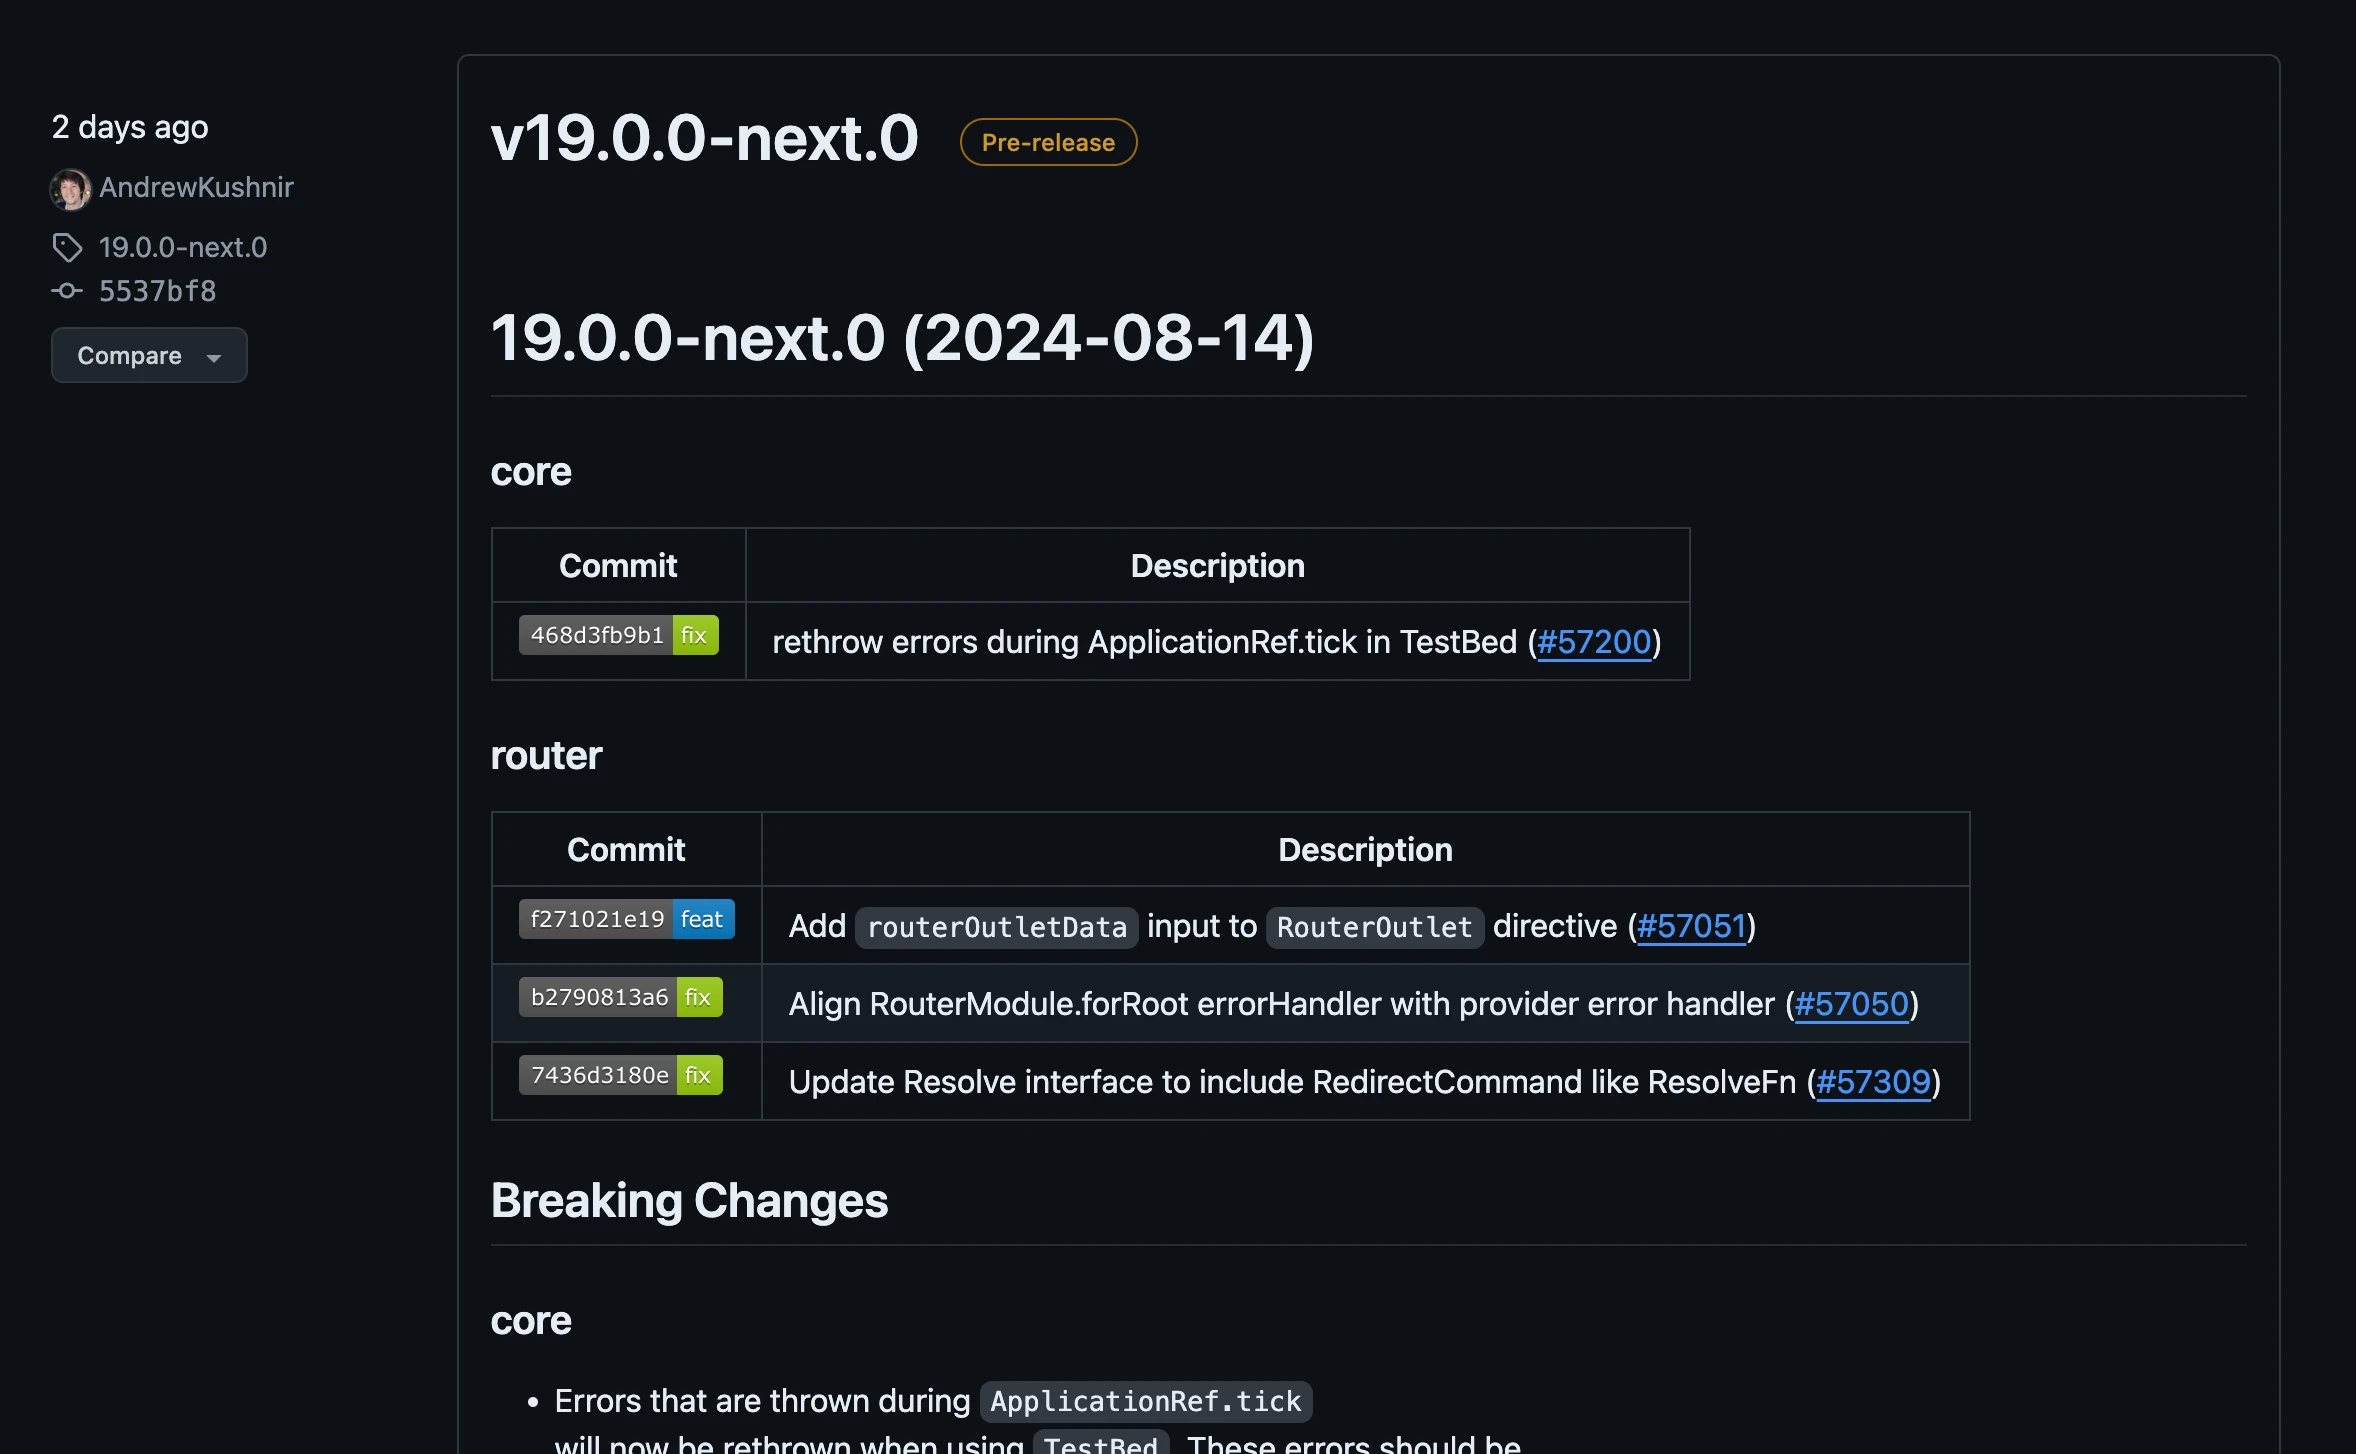 2 days ago
AndrewKushnir
19.0.0-next.0
5537bf8
Compare
v19.0.0-next.0 Pre-release
19.0.0-next.0 (2024-08-14)
core
Commit Description
468d3fb9b1 fix rethrow errors during ApplicationRef.tick in TestBed (#57200)
router
Commit Description
f271021e19 feat Add routerOutletData input to RouterOutlet directive (#57051)
b2790813a6 fix Align RouterModule.forRoot errorHandler with provider error handler (#57050)
7436d3180e fix Update Resolve interface to include RedirectCommand like ResolveFn (#57309)
Breaking Changes
core
• Errors that are thrown during ApplicationRef.tick
will now be rethrown when using TestBed. These errors should be